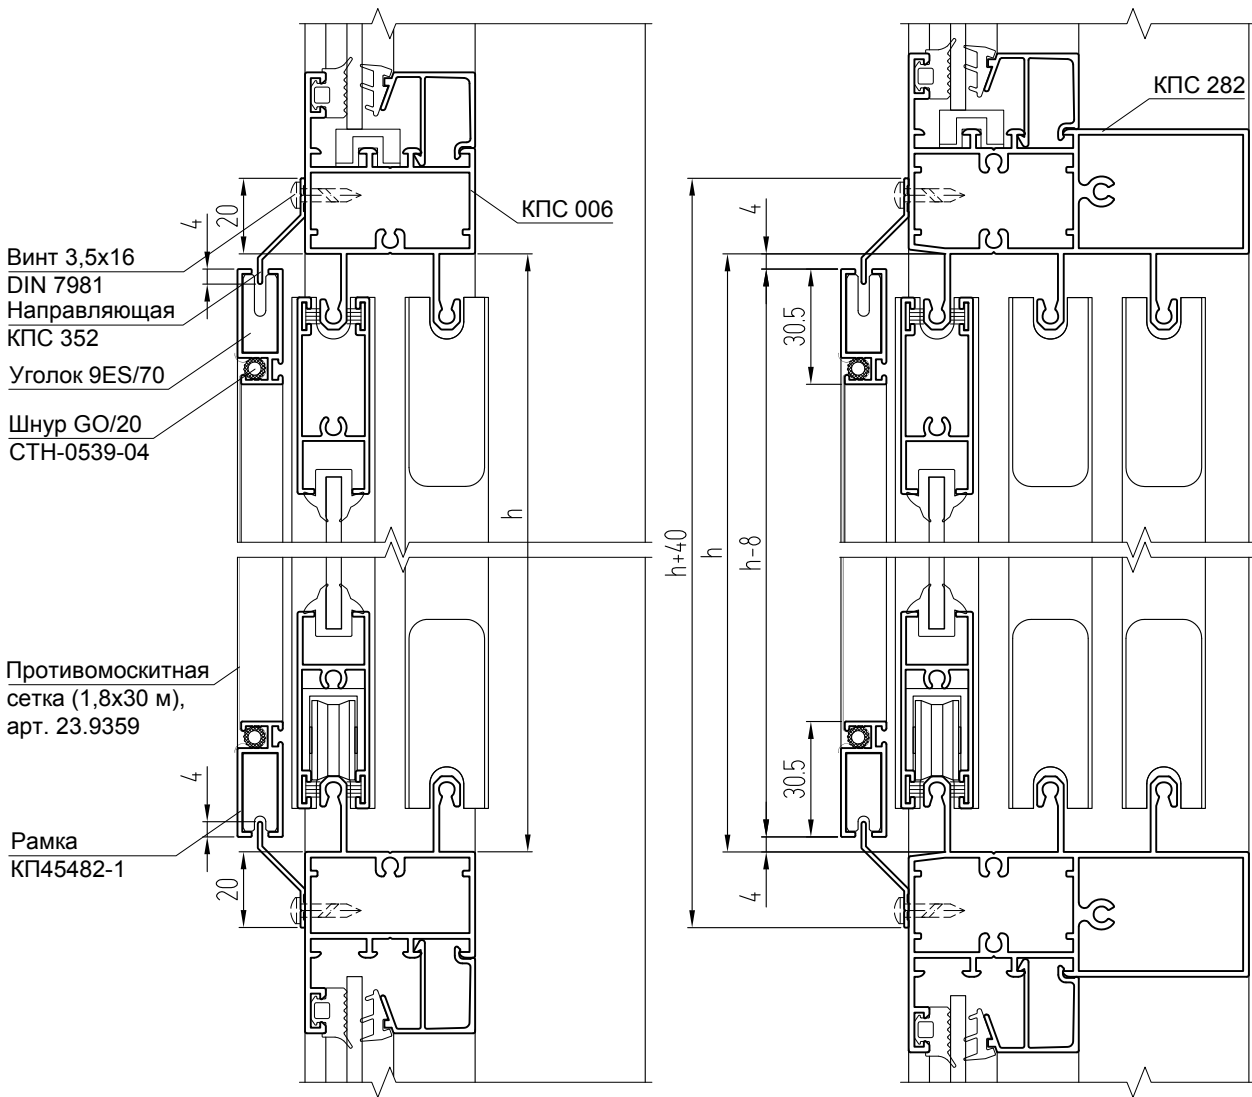 КПС 282
КПС 006
4
20
4
Винт 3,5х16
DIN 7981
Направляющая
КПС 352
Уголок 9ES/70
Шнур GO/20
СТН-0539-04
30.5
h
h+40
h
h-8
Противомоскитная
сетка (1,8х30 м),
арт. 23.9359
4
30.5
Рамка
КП45482-1
20
4